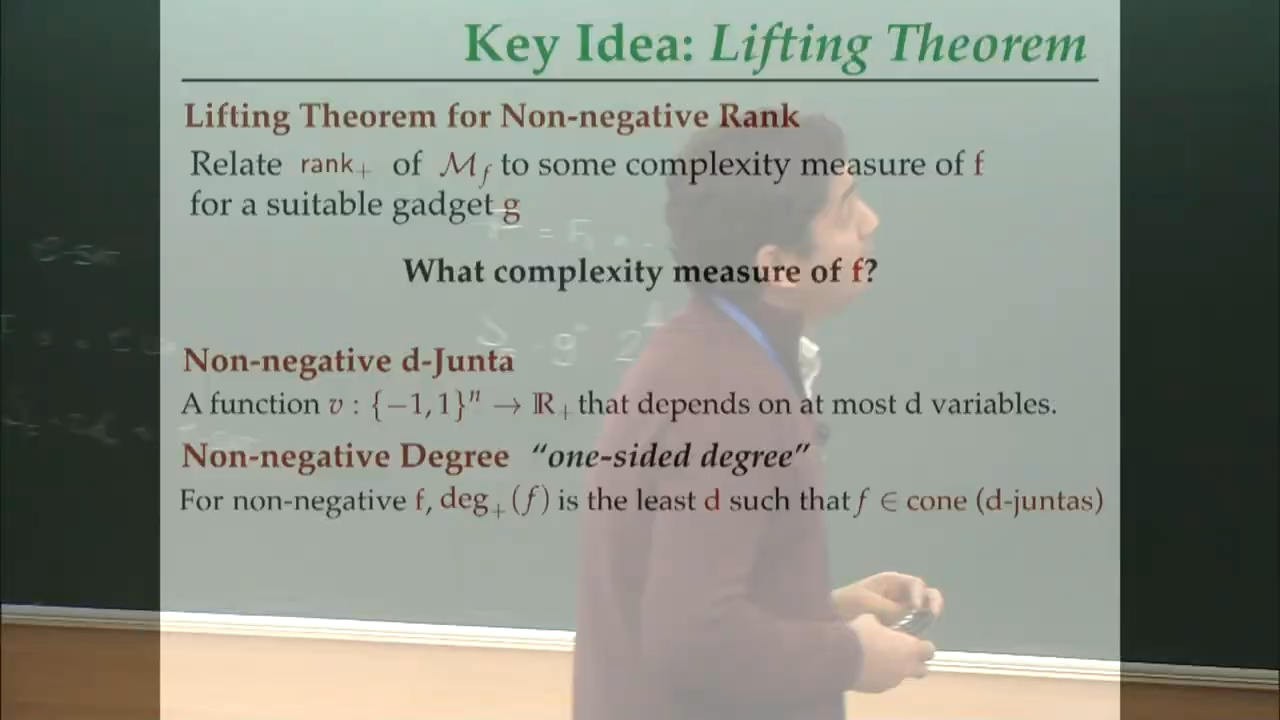 Key Idea: Lifting Theorem
Lifting Theorem for Non-negative Rank
Relate rank₊ of ℳ_f to some complexity measure of f
for a suitable gadget g
What complexity measure of f?
Non-negative d-Junta
A function v : {−1, 1}ⁿ → ℝ₊ that depends on at most d variables.
Non-negative Degree "one-sided degree"
For non-negative f, deg₊(f) is the least d such that f ∈ cone (d-juntas)